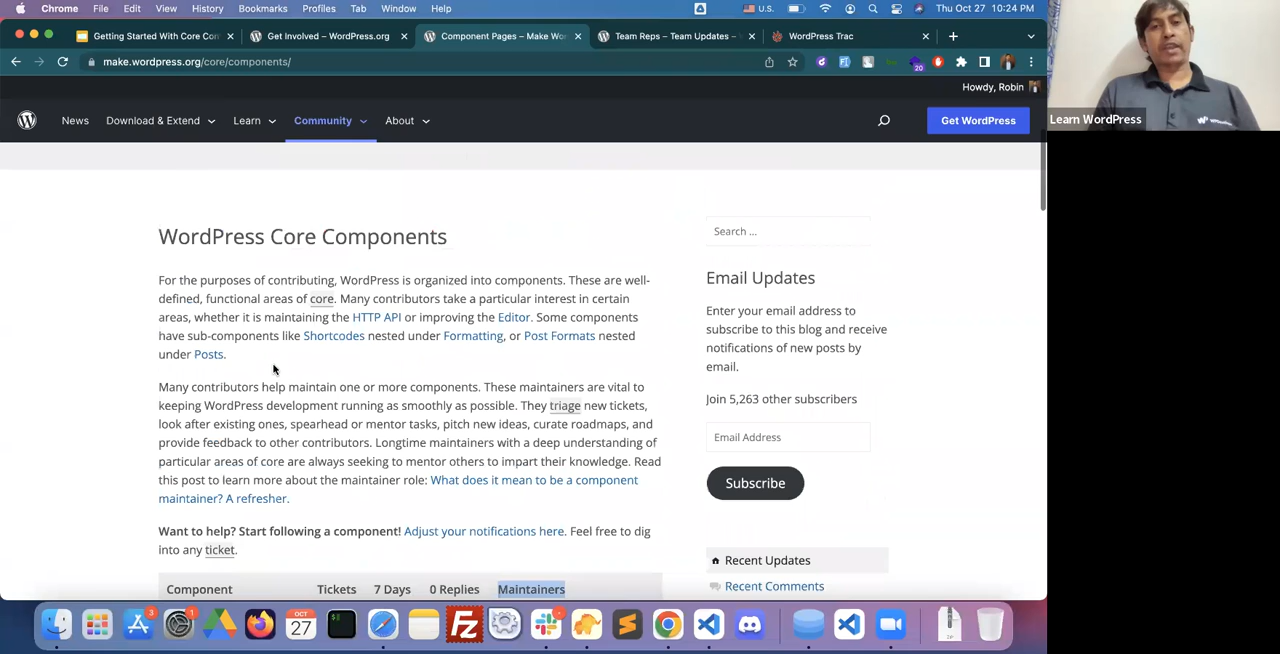 Chrome File Edit View History Bookmarks Profiles Tab Window Help
U.S.
Thu Oct 27 10:24 PM
Getting Started With Core Con
Get Involved – WordPress.org
Component Pages – Make Wo
Team Reps – Team Updates –
WordPress Trac
make.wordpress.org/core/components/
20
Howdy, Robin
News Download & Extend Learn Community About
Get WordPress
Learn WordPress
WordPress Core Components
For the purposes of contributing, WordPress is organized into components. These are well-
defined, functional areas of core. Many contributors take a particular interest in certain
areas, whether it is maintaining the HTTP API or improving the Editor. Some components
have sub-components like Shortcodes nested under Formatting, or Post Formats nested
under Posts.
Many contributors help maintain one or more components. These maintainers are vital to
keeping WordPress development running as smoothly as possible. They triage new tickets,
look after existing ones, spearhead or mentor tasks, pitch new ideas, curate roadmaps, and
provide feedback to other contributors. Longtime maintainers with a deep understanding of
particular areas of core are always seeking to mentor others to impart their knowledge. Read
this post to learn more about the maintainer role: What does it mean to be a component
maintainer? A refresher.
Want to help? Start following a component! Adjust your notifications here. Feel free to dig
into any ticket.
Component Tickets 7 Days 0 Replies Maintainers
Search ...
Email Updates
Enter your email address to
subscribe to this blog and receive
notifications of new posts by
email.
Join 5,263 other subscribers
Email Address
Subscribe
Recent Updates
Recent Comments
3
1
OCT
27
Fz
ZIP